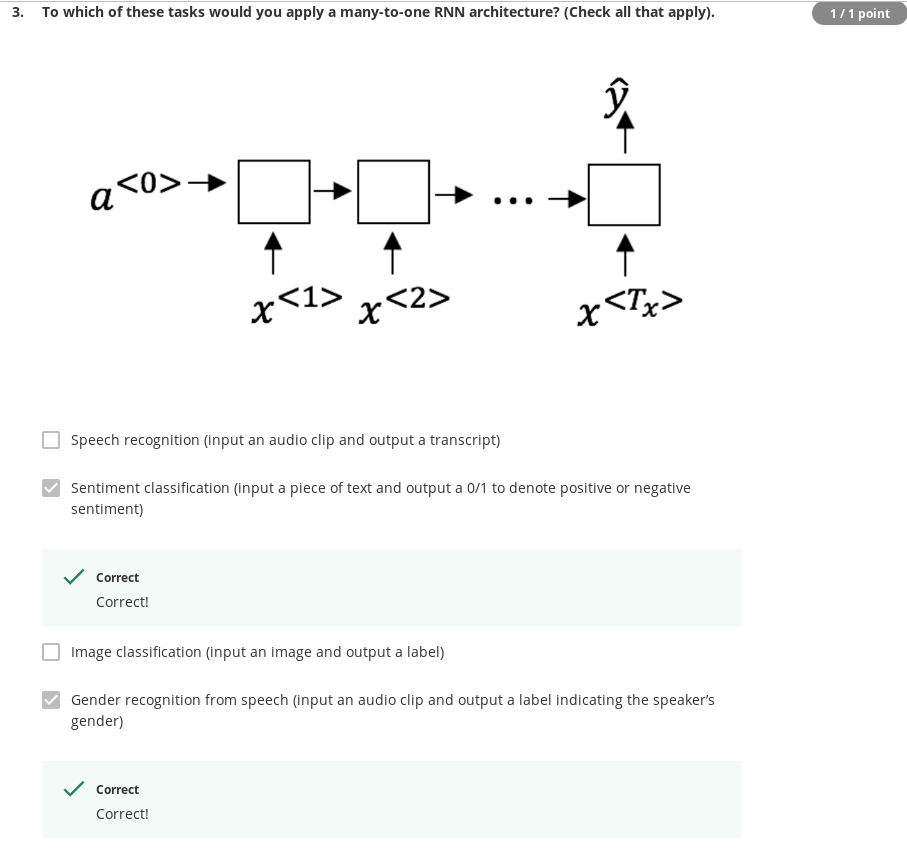 3. To which of these tasks would you apply a many-to-one RNN architecture? (Check all that apply).
1 / 1 point
ŷ
a<0>
...
x<1> x<2> x<Tx>
Speech recognition (input an audio clip and output a transcript)
Sentiment classification (input a piece of text and output a 0/1 to denote positive or negative
sentiment)
Correct
Correct!
Image classification (input an image and output a label)
Gender recognition from speech (input an audio clip and output a label indicating the speaker’s
gender)
Correct
Correct!